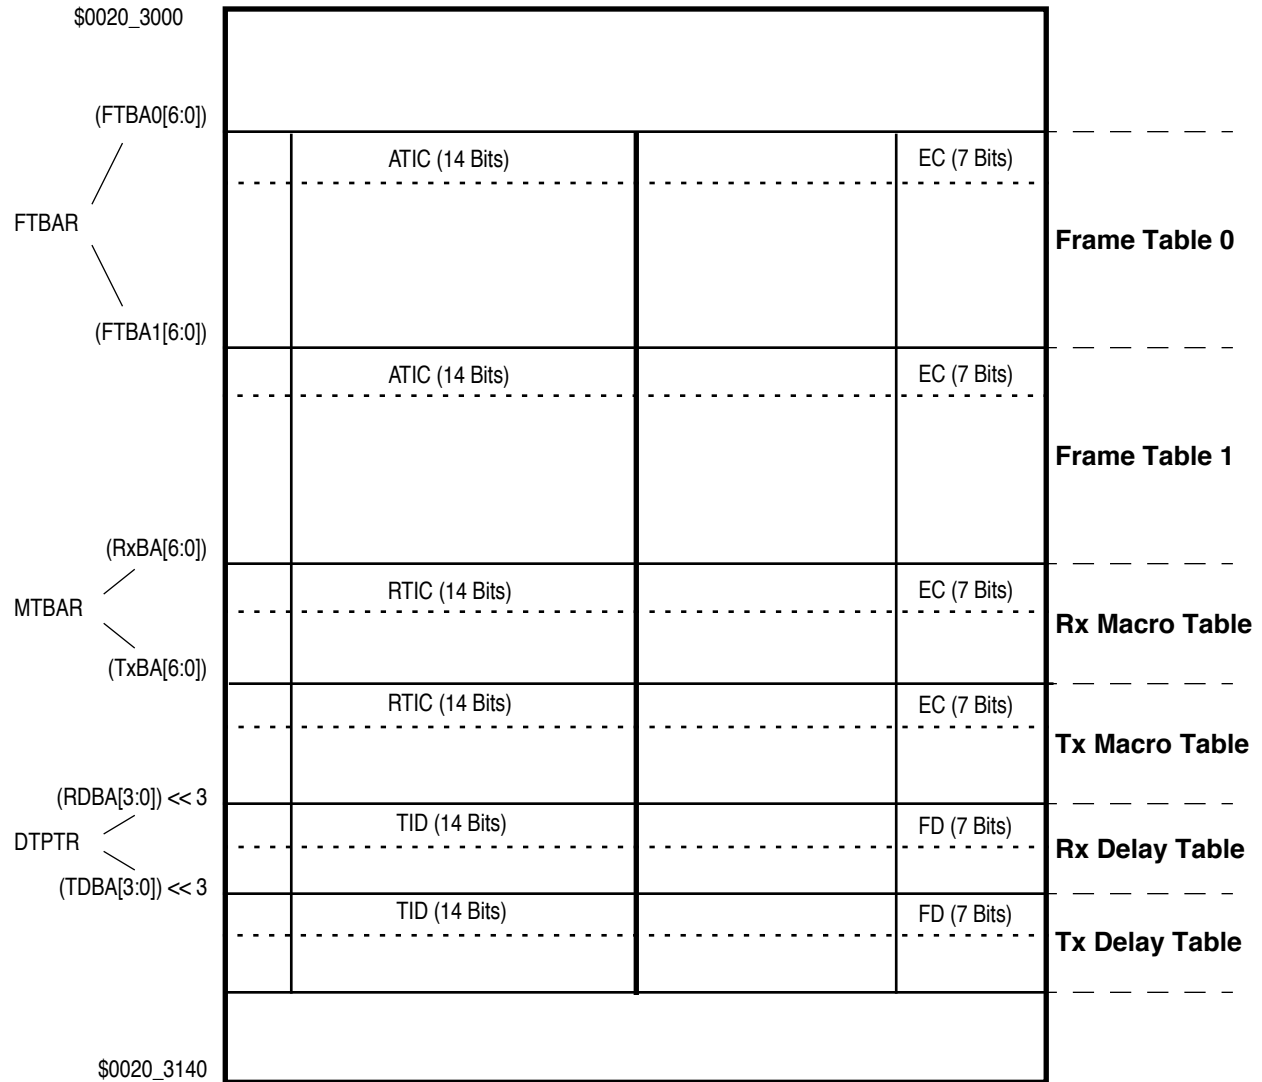 $0020_3000
(FTBA0[6:0])
ATIC (14 Bits)
EC (7 Bits)
FTBAR
Frame Table 0
(FTBA1[6:0])
ATIC (14 Bits)
EC (7 Bits)
Frame Table 1
(RxBA[6:0])
RTIC (14 Bits)
EC (7 Bits)
MTBAR
Rx Macro Table
(TxBA[6:0])
RTIC (14 Bits)
EC (7 Bits)
Tx Macro Table
(RDBA[3:0]) << 3
TID (14 Bits)
FD (7 Bits)
DTPTR
Rx Delay Table
(TDBA[3:0]) << 3
TID (14 Bits)
FD (7 Bits)
Tx Delay Table
$0020_3140